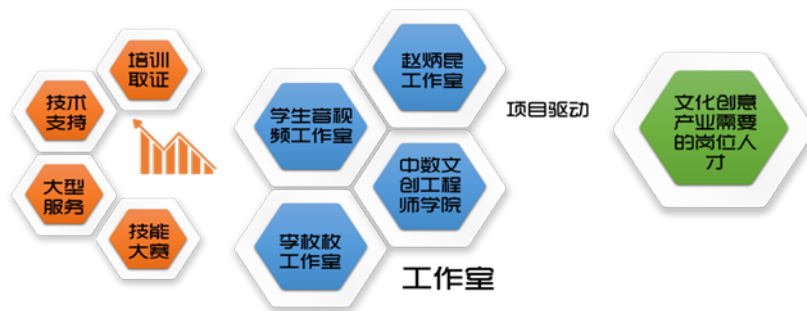 培训
取证
技术
支持
大型
服务
技能
大赛
赵炳昆
工作室
学生音视
频工作室
中数文
创工程
师学院
李枚枚
工作室
工作室
项目驱动
文化创意
产业需要
的岗位人
才